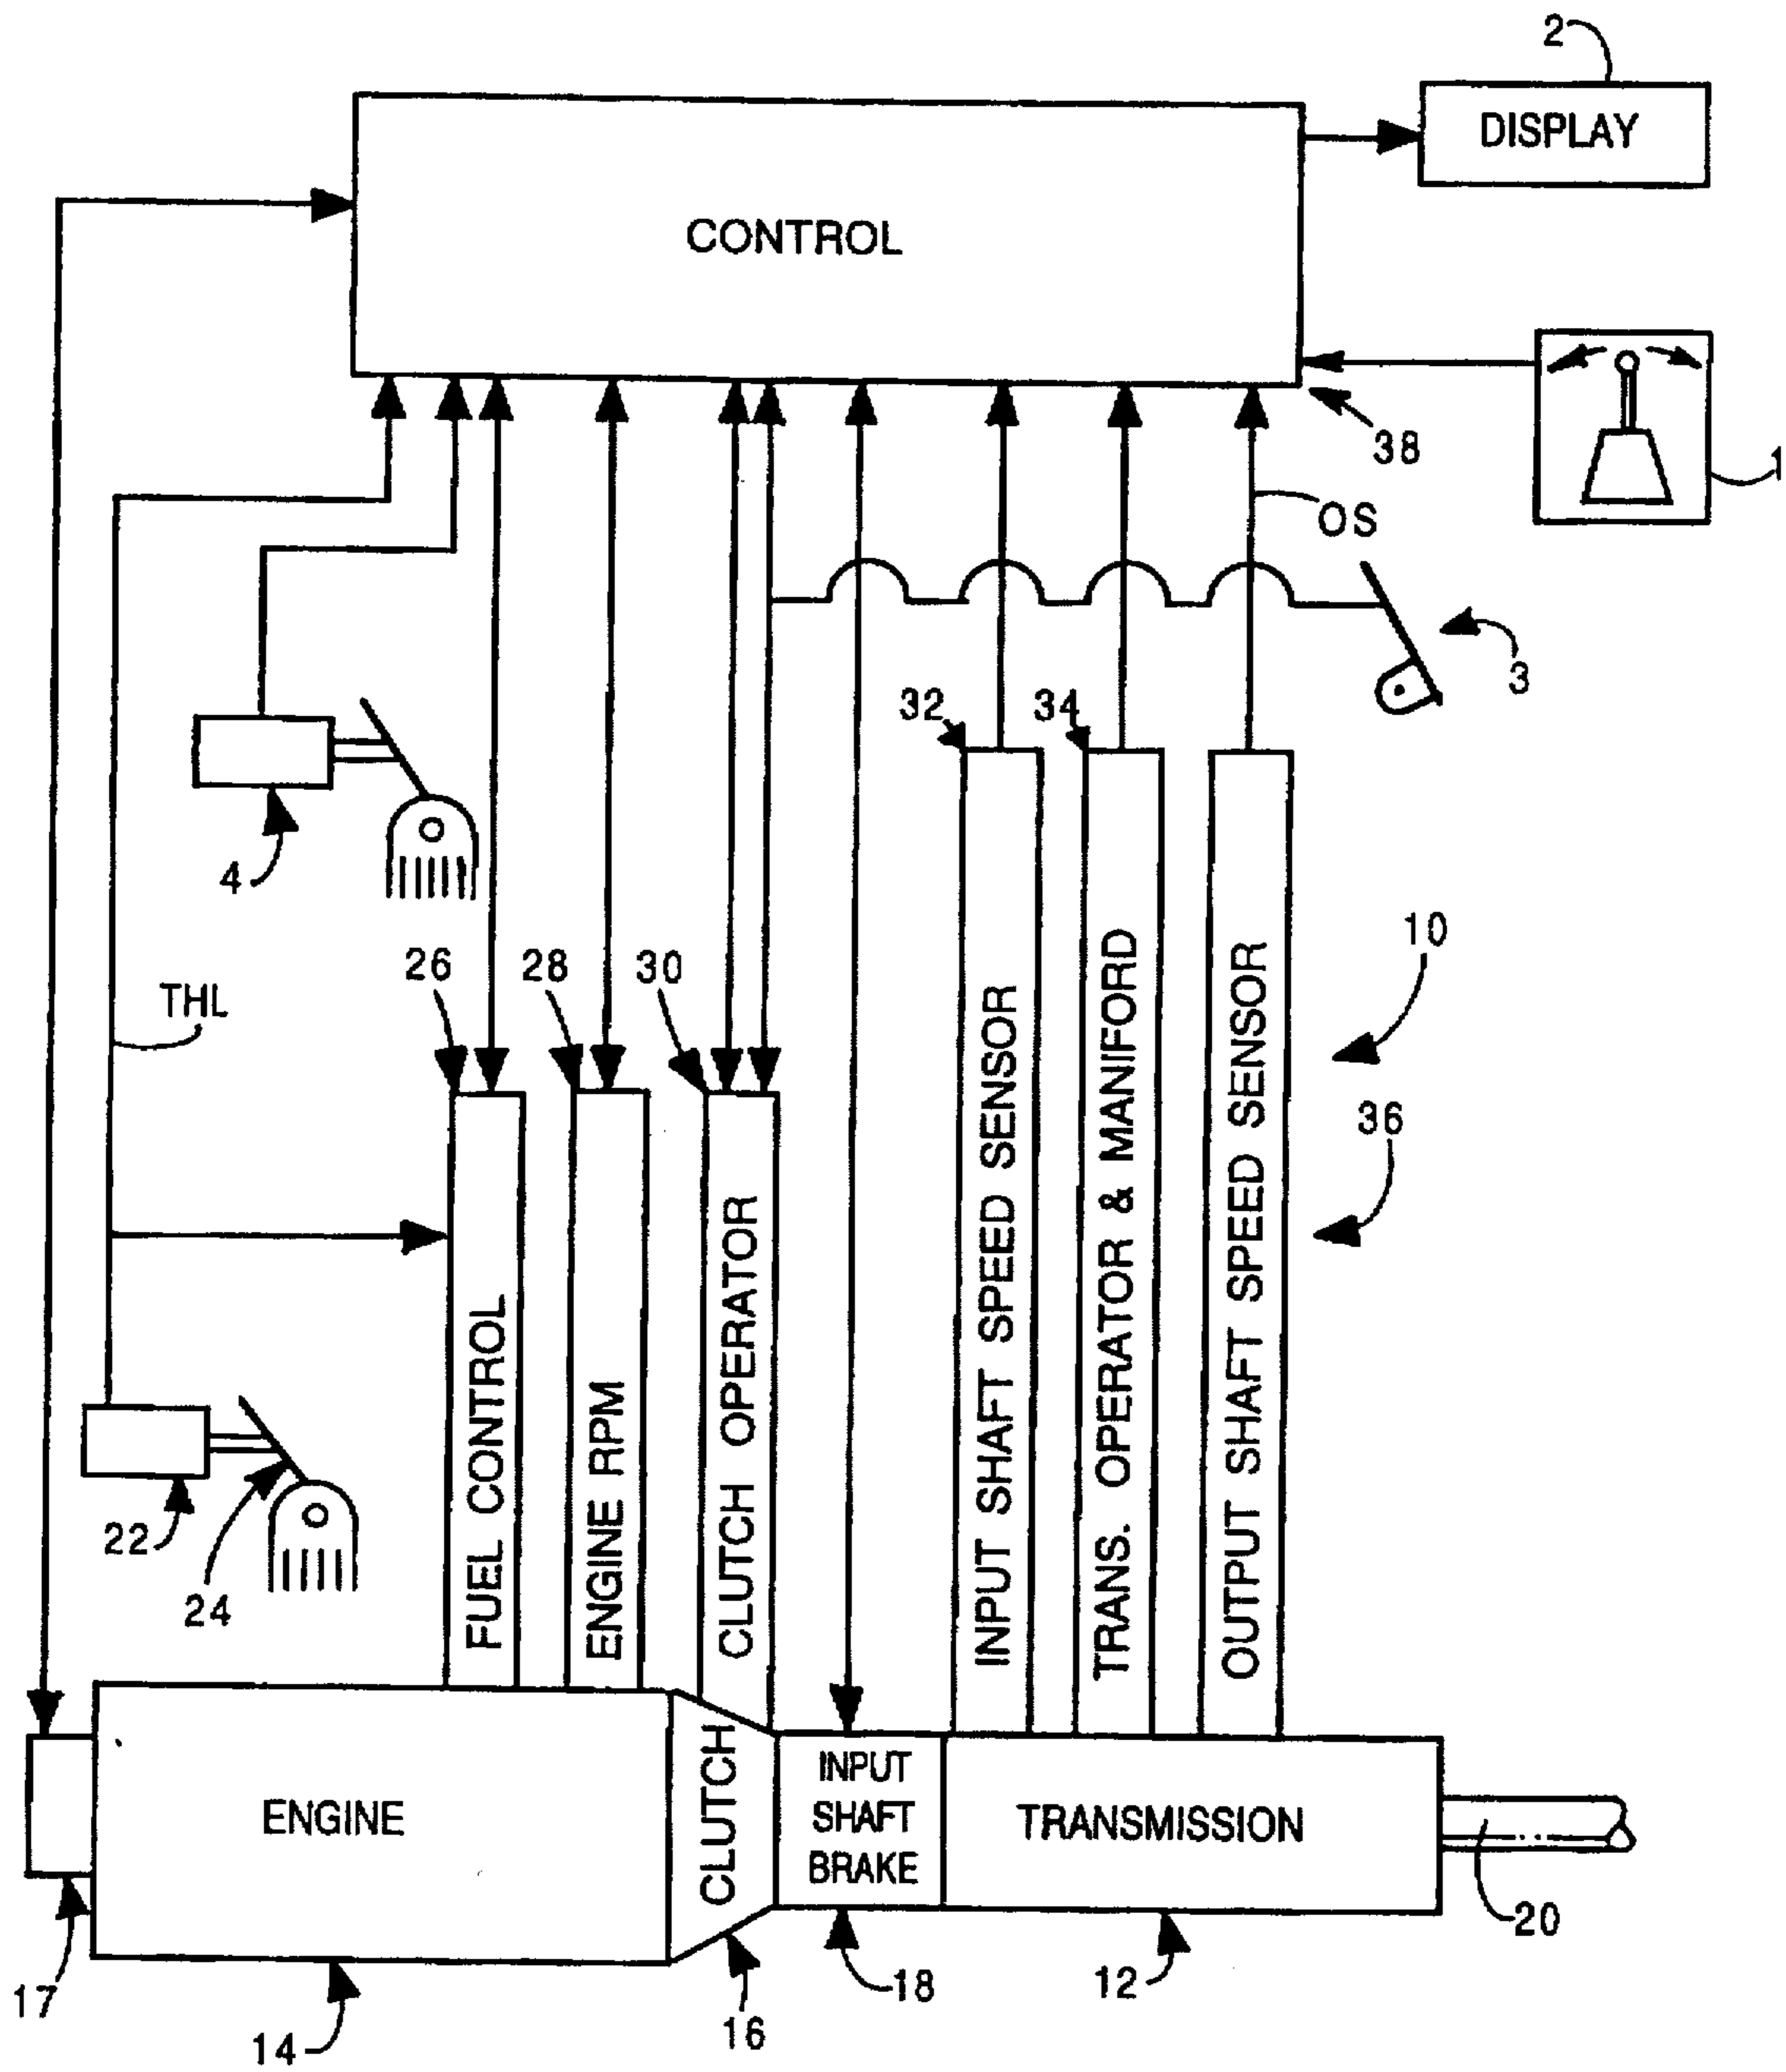 2
DISPLAY
CONTROL
38
1
OS
3
32
34
4
10
26
28
30
THL
36
FUEL CONTROL
ENGINE RPM
CLUTCH OPERATOR
INPUT SHAFT SPEED SENSOR
TRANS. OPERATOR & MANIFORD
OUTPUT SHAFT SPEED SENSOR
22
24
ENGINE
CLUTCH
INPUT
SHAFT
BRAKE
TRANSMISSION
20
17
14
16
18
12